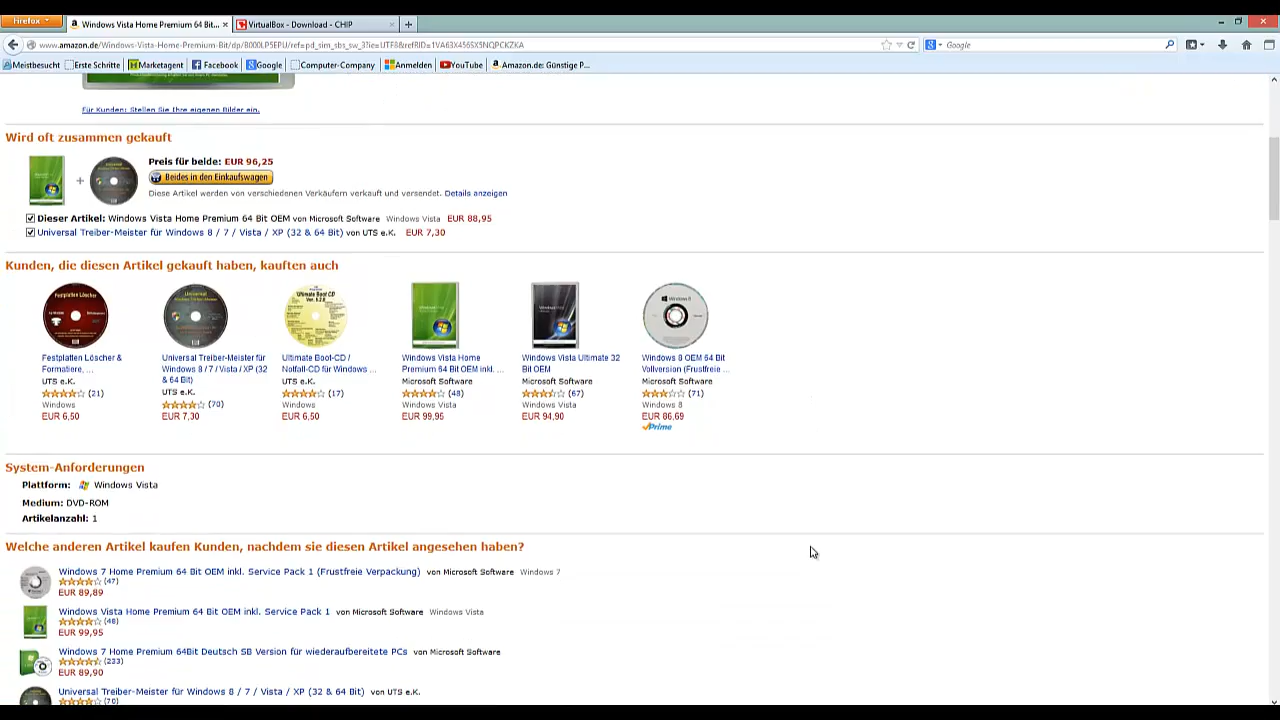 Firefox
Windows Vista Home Premium 64 Bit...
VirtualBox - Download - CHIP
www.amazon.de/Windows-Vista-Home-Premium-Bit/dp/B000LP5EPU/ref=pd_sim_sbs_sw_3?ie=UTF8&refRID=1VA63X456SX5NQPCKZKA
Google
Meistbesucht
Erste Schritte
Marketagent
Facebook
Google
Computer-Company
Anmelden
YouTube
Amazon.de: Günstige P...
Für Kunden: Stellen Sie Ihre eigenen Bilder ein.
Wird oft zusammen gekauft
Preis für beide: EUR 96,25
Beides in den Einkaufswagen
Diese Artikel werden von verschiedenen Verkäufern verkauft und versendet. Details anzeigen
Dieser Artikel: Windows Vista Home Premium 64 Bit OEM von Microsoft Software Windows Vista EUR 88,95
Universal Treiber-Meister für Windows 8 / 7 / Vista / XP (32 & 64 Bit) von UTS e.K. EUR 7,30
Kunden, die diesen Artikel gekauft haben, kauften auch
Festplatten Löscher
Universal
Ultimate Boot CD
Windows 8
Festplatten Löscher &
Formatiere, ...
UTS e.K.
(21)
Windows
EUR 6,50
Universal Treiber-Meister für
Windows 8 / 7 / Vista / XP (32
& 64 Bit)
UTS e.K.
(70)
EUR 7,30
Ultimate Boot-CD /
Notfall-CD für Windows ...
UTS e.K.
(17)
Windows
EUR 6,50
Windows Vista Home
Premium 64 Bit OEM inkl. ...
Microsoft Software
(48)
Windows Vista
EUR 99,95
Windows Vista Ultimate 32
Bit OEM
Microsoft Software
(67)
Windows Vista
EUR 94,90
Windows 8 OEM 64 Bit
Vollversion (Frustfreie ...
Microsoft Software
(71)
Windows 8
EUR 86,69
Prime
System-Anforderungen
Plattform: Windows Vista
Medium: DVD-ROM
Artikelanzahl: 1
Welche anderen Artikel kaufen Kunden, nachdem sie diesen Artikel angesehen haben?
Windows 7 Home Premium 64 Bit OEM inkl. Service Pack 1 (Frustfreie Verpackung) von Microsoft Software Windows 7
(47)
EUR 89,89
Windows Vista Home Premium 64 Bit OEM inkl. Service Pack 1 von Microsoft Software Windows Vista
(48)
EUR 99,95
Windows 7 Home Premium 64Bit Deutsch SB Version für wiederaufbereitete PCs von Microsoft Software
(233)
EUR 89,90
Universal Treiber-Meister für Windows 8 / 7 / Vista / XP (32 & 64 Bit) von UTS e.K.
(70)